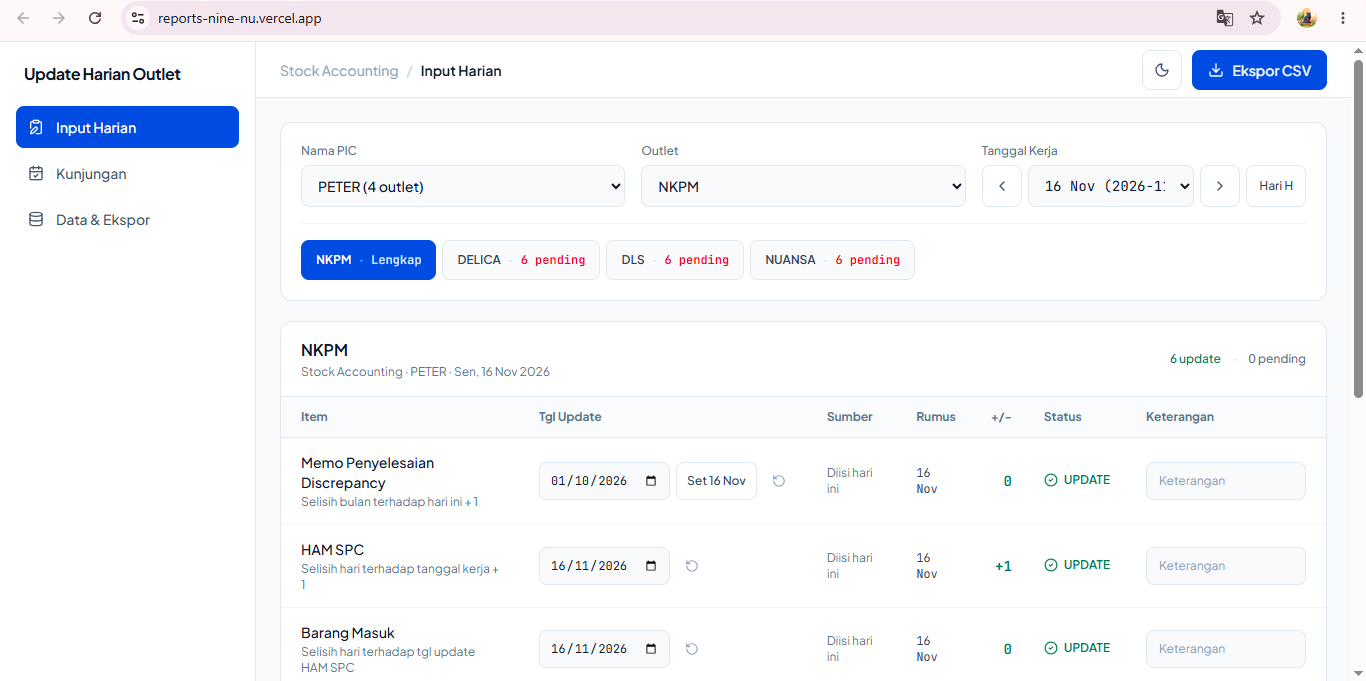 reports-nine-nu.vercel.app
Update Harian Outlet
Input Harian
Kunjungan
Data & Ekspor
Stock Accounting / Input Harian
Ekspor CSV
Nama PIC
Outlet
Tanggal Kerja
PETER (4 outlet)
NKPM
16 Nov (2026-1
Hari H
NKPM · Lengkap
DELICA · 6 pending
DLS · 6 pending
NUANSA · 6 pending
NKPM
Stock Accounting · PETER · Sen, 16 Nov 2026
6 update · 0 pending
Item
Tgl Update
Sumber
Rumus
+/-
Status
Keterangan
Memo Penyelesaian
Discrepancy
Selisih bulan terhadap hari ini + 1
01/10/2026
Set 16 Nov
Diisi hari
ini
16
Nov
0
UPDATE
Keterangan
HAM SPC
Selisih hari terhadap tanggal kerja +
1
16/11/2026
Diisi hari
ini
16
Nov
+1
UPDATE
Keterangan
Barang Masuk
Selisih hari terhadap tgl update
HAM SPC
16/11/2026
Diisi hari
ini
16
Nov
0
UPDATE
Keterangan